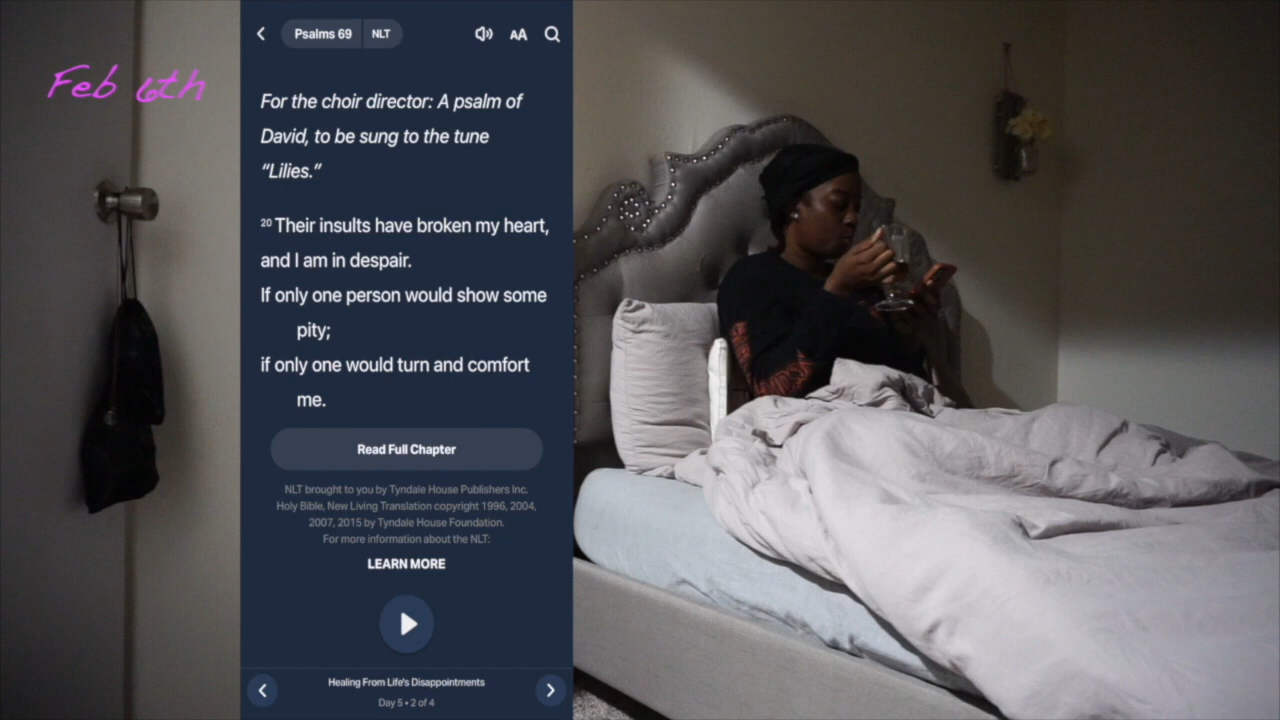 Feb 6th
Psalms 69 NLT AA
For the choir director: A psalm of
David, to be sung to the tune
“Lilies.”
20 Their insults have broken my heart,
and I am in despair.
If only one person would show some
pity;
if only one would turn and comfort
me.
Read Full Chapter
NLT brought to you by Tyndale House Publishers Inc.
Holy Bible, New Living Translation copyright 1996, 2004,
2007, 2015 by Tyndale House Foundation.
For more information about the NLT:
LEARN MORE
Healing From Life's Disappointments
Day 5 • 2 of 4